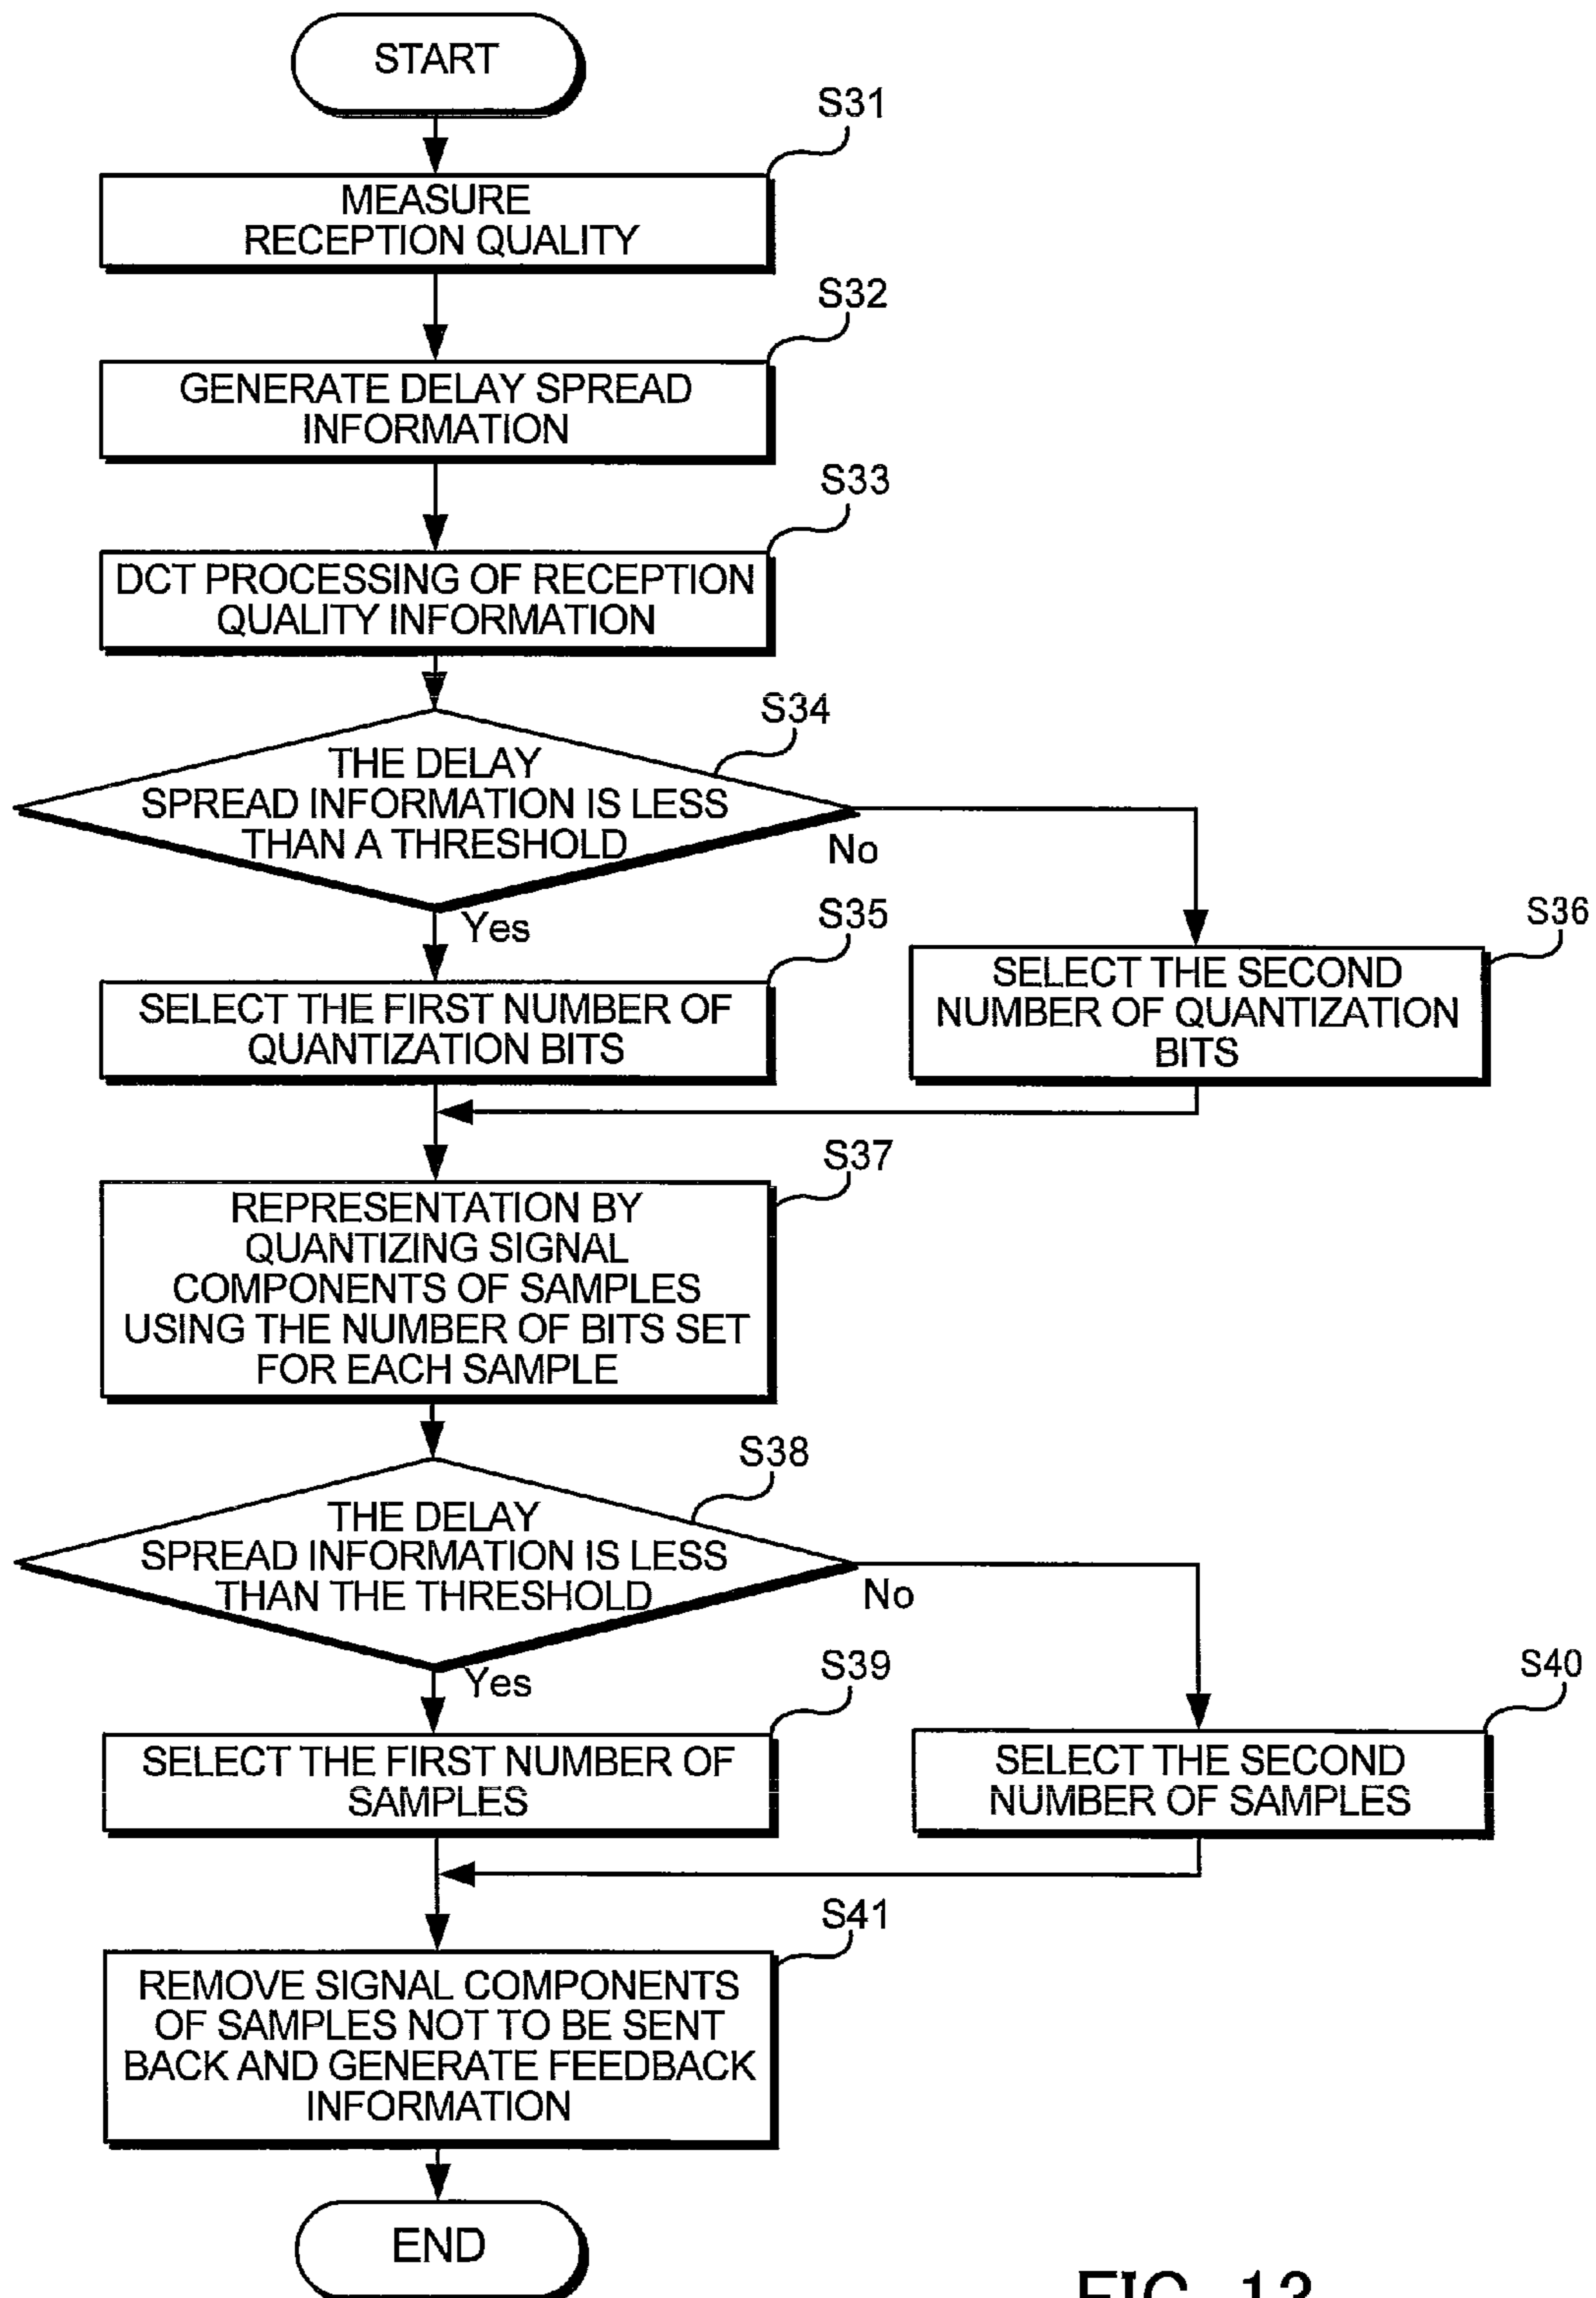 START
S31
MEASURE
RECEPTION QUALITY
S32
GENERATE DELAY SPREAD
INFORMATION
S33
DCT PROCESSING OF RECEPTION
QUALITY INFORMATION
S34
THE DELAY
SPREAD INFORMATION IS LESS
THAN A THRESHOLD
No
Yes
S35
SELECT THE FIRST NUMBER OF
QUANTIZATION BITS
S36
SELECT THE SECOND
NUMBER OF QUANTIZATION
BITS
S37
REPRESENTATION BY
QUANTIZING SIGNAL
COMPONENTS OF SAMPLES
USING THE NUMBER OF BITS SET
FOR EACH SAMPLE
S38
THE DELAY
SPREAD INFORMATION IS LESS
THAN THE THRESHOLD
No
Yes
S39
SELECT THE FIRST NUMBER OF
SAMPLES
S40
SELECT THE SECOND
NUMBER OF SAMPLES
S41
REMOVE SIGNAL COMPONENTS
OF SAMPLES NOT TO BE SENT
BACK AND GENERATE FEEDBACK
INFORMATION
END